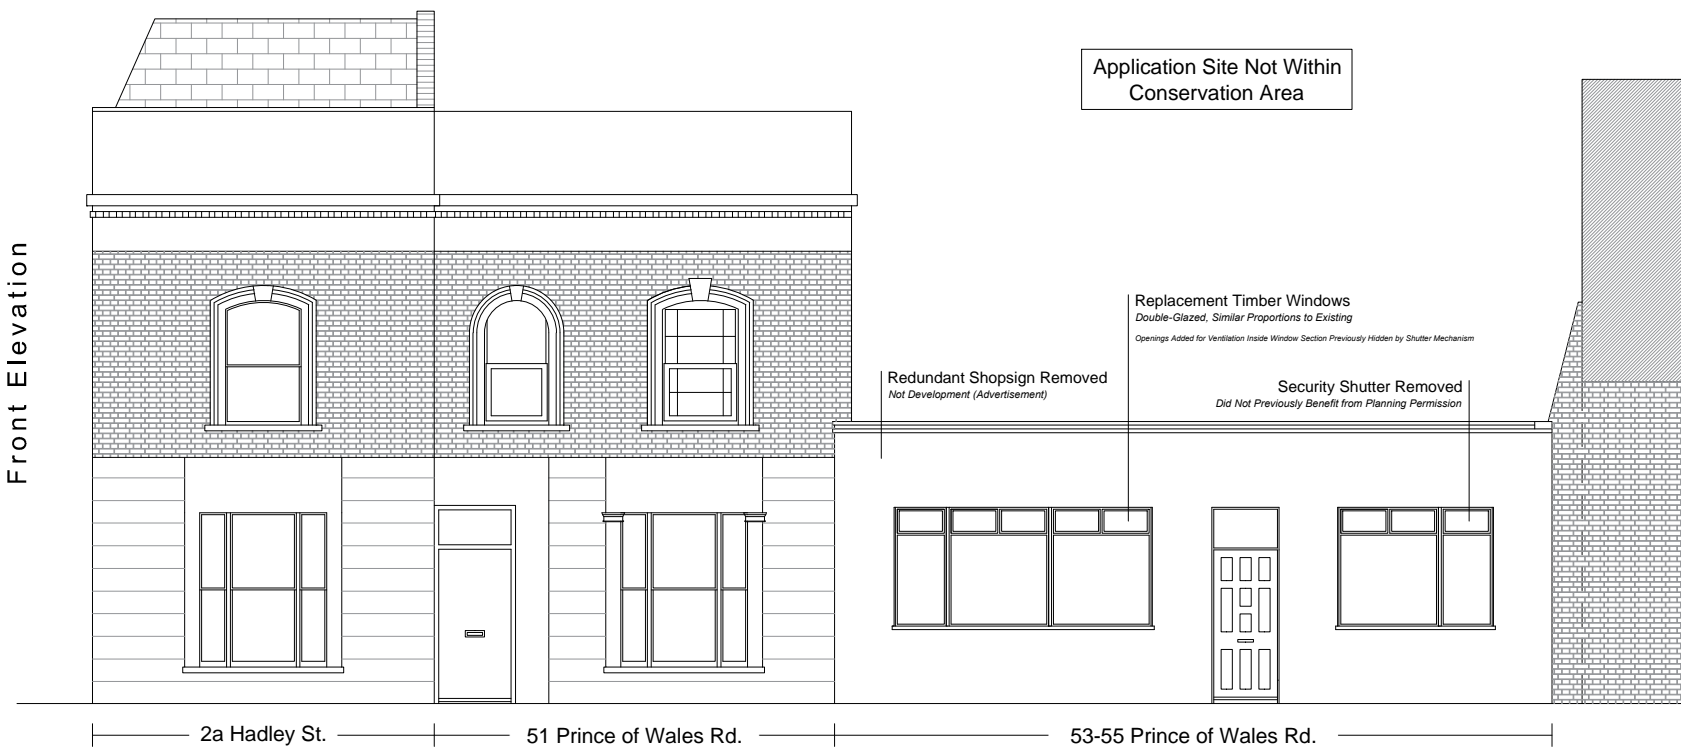 Application Site Not Within
Conservation Area
Front Elevation
Replacement Timber Windows
Double-Glazed, Similar Proportions to Existing
Openings Added for Ventilation Inside Window Section Previously Hidden by Shutter Mechanism
Redundant Shopsign Removed
Not Development (Advertisement)
Security Shutter Removed
Did Not Previously Benefit from Planning Permission
2a Hadley St.
51 Prince of Wales Rd.
53-55 Prince of Wales Rd.